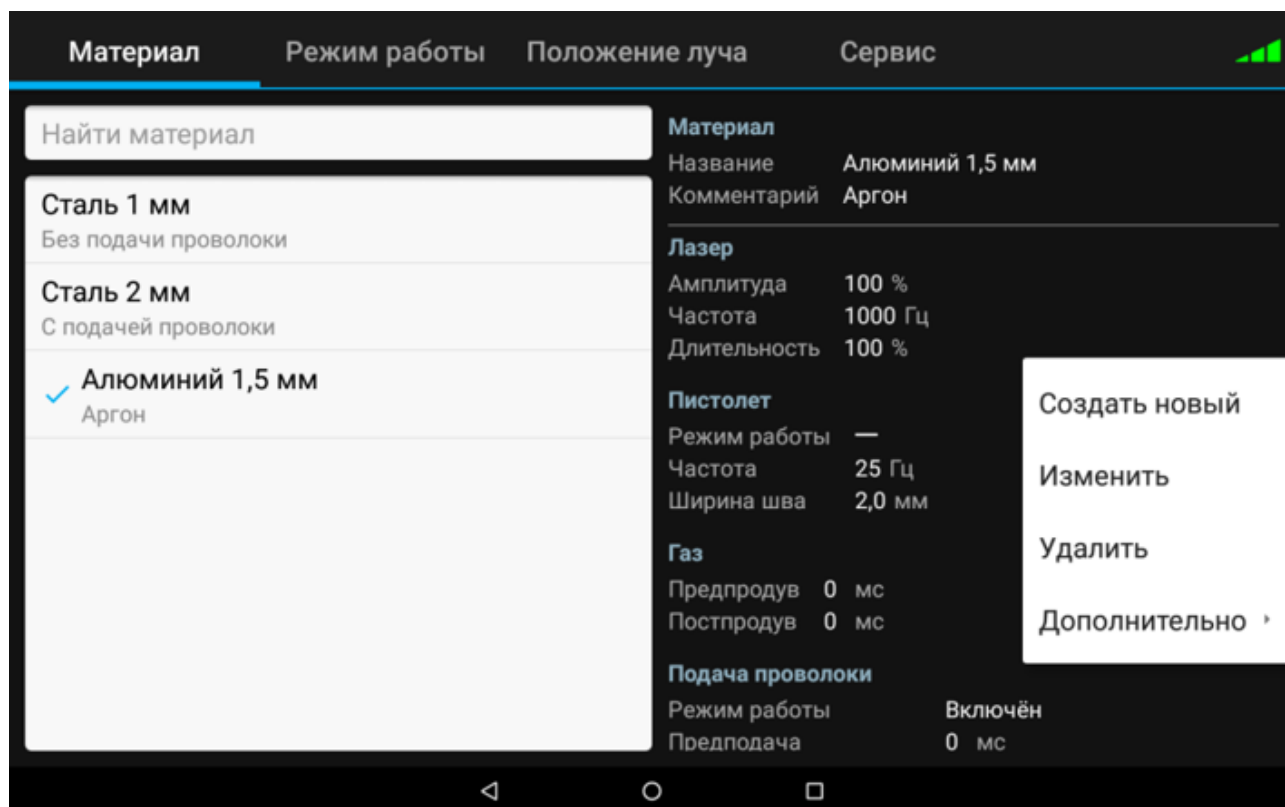 Материал Режим работы Положение луча Сервис
Найти материал
Сталь 1 мм
Без подачи проволоки
Сталь 2 мм
С подачей проволоки
Алюминий 1,5 мм
Аргон
Материал
Название Алюминий 1,5 мм
Комментарий Аргон
Лазер
Амплитуда 100 %
Частота 1000 Гц
Длительность 100 %
Пистолет
Режим работы —
Частота 25 Гц
Ширина шва 2,0 мм
Газ
Предпродув 0 мс
Постпродув 0 мс
Подача проволоки
Режим работы Включён
Предподача 0 мс
Создать новый
Изменить
Удалить
Дополнительно